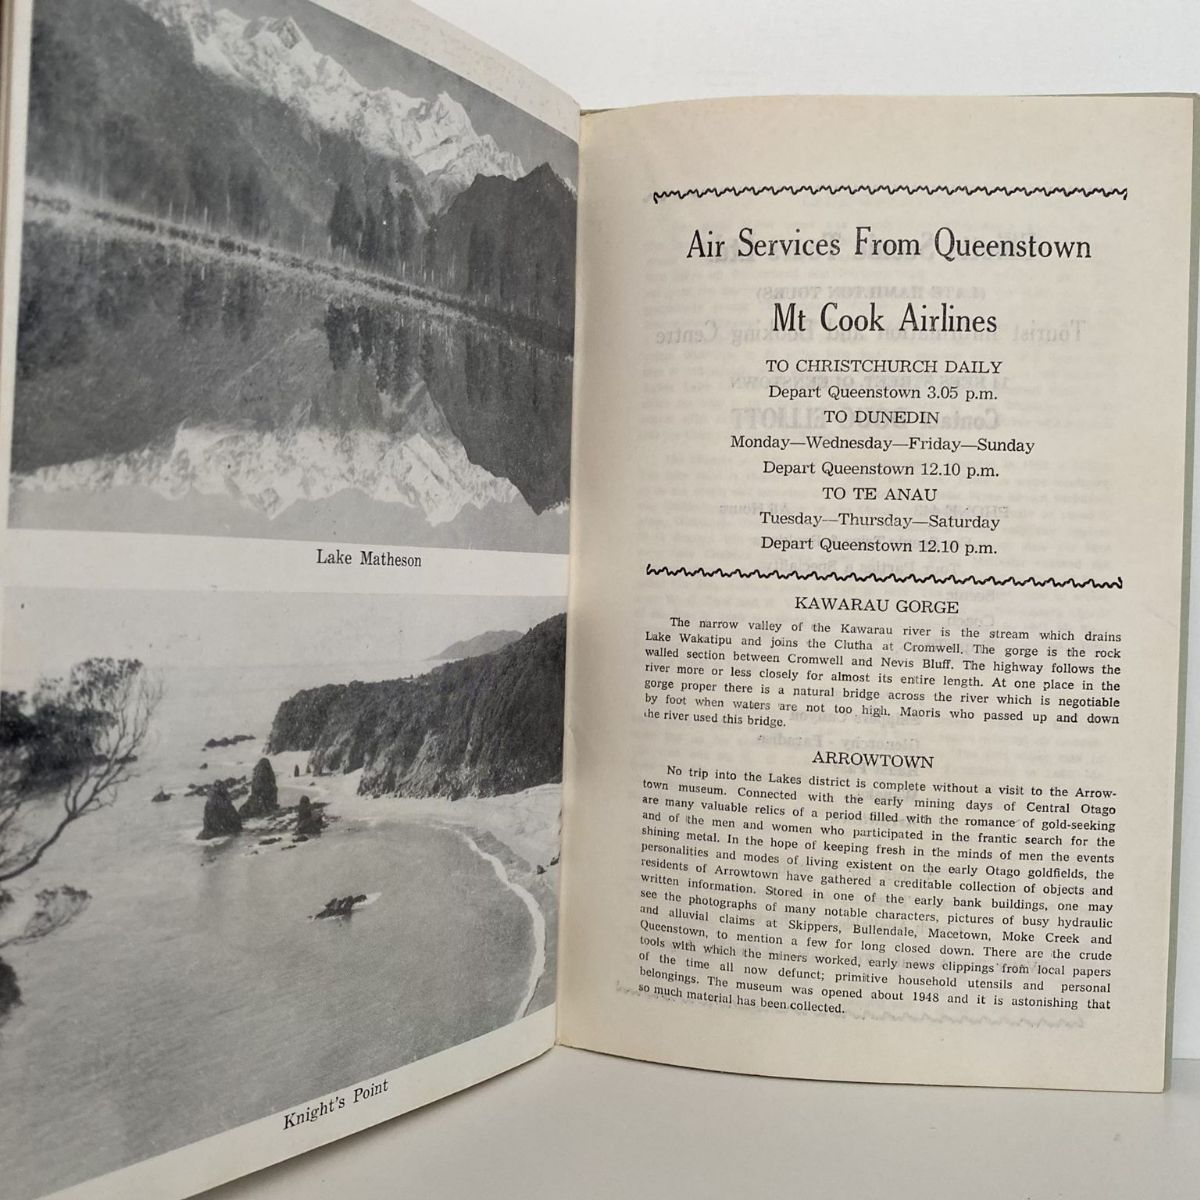 Lake Matheson
Knight's Point
Air Services From Queenstown
Mt Cook Airlines
TO CHRISTCHURCH DAILY
Depart Queenstown 3.05 p.m.
TO DUNEDIN
Monday—Wednesday—Friday—Sunday
Depart Queenstown 12.10 p.m.
TO TE ANAU
Tuesday—Thursday—Saturday
Depart Queenstown 12.10 p.m.
KAWARAU GORGE
The narrow valley of the Kawarau river is the stream which drains
Lake Wakatipu and joins the Clutha at Cromwell. The gorge is the rock
walled section between Cromwell and Nevis Bluff. The highway follows the
river more or less closely for almost its entire length. At one place in the
gorge proper there is a natural bridge across the river which is negotiable
by foot when waters are not too high. Maoris who passed up and down
the river used this bridge.
ARROWTOWN
No trip into the Lakes district is complete without a visit to the Arrow-
town museum. Connected with the early mining days of Central Otago
are many valuable relics of a period filled with the romance of gold-seeking
and of the men and women who participated in the frantic search for the
shining metal. In the hope of keeping fresh in the minds of men the events
personalities and modes of living existent on the early Otago goldfields, the
residents of Arrowtown have gathered a creditable collection of objects and
written information. Stored in one of the early bank buildings, one may
see the photographs of many notable characters, pictures of busy hydraulic
and alluvial claims at Skippers, Bullendale, Macetown, Moke Creek and
Queenstown, to mention a few for long closed down. There are the crude
tools with which the miners worked, early news clippings from local papers
of the time all now defunct; primitive household utensils and personal
belongings. The museum was opened about 1948 and it is astonishing that
so much material has been collected.